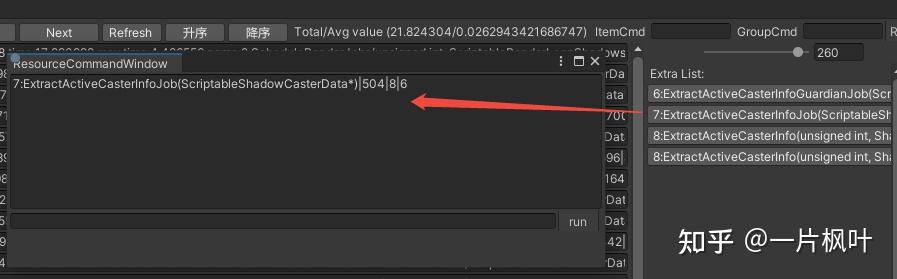 Next Refresh 升序 降序 Total/Avg value (21.824304/0.0262943421686747) ItemCmd GroupCmd
260
ResourceCommandWindow
Extra List:
7:ExtractActiveCasterInfoJob(ScriptableShadowCasterData*)|504|8|6
6:ExtractActiveCasterInfoGuardianJob(Scr
7:ExtractActiveCasterInfoJob(ScriptableSh
8:ExtractActiveCasterInfo(unsigned int, Sha
8:ExtractActiveCasterInfo(unsigned int, Sha
run
知乎 @一片枫叶